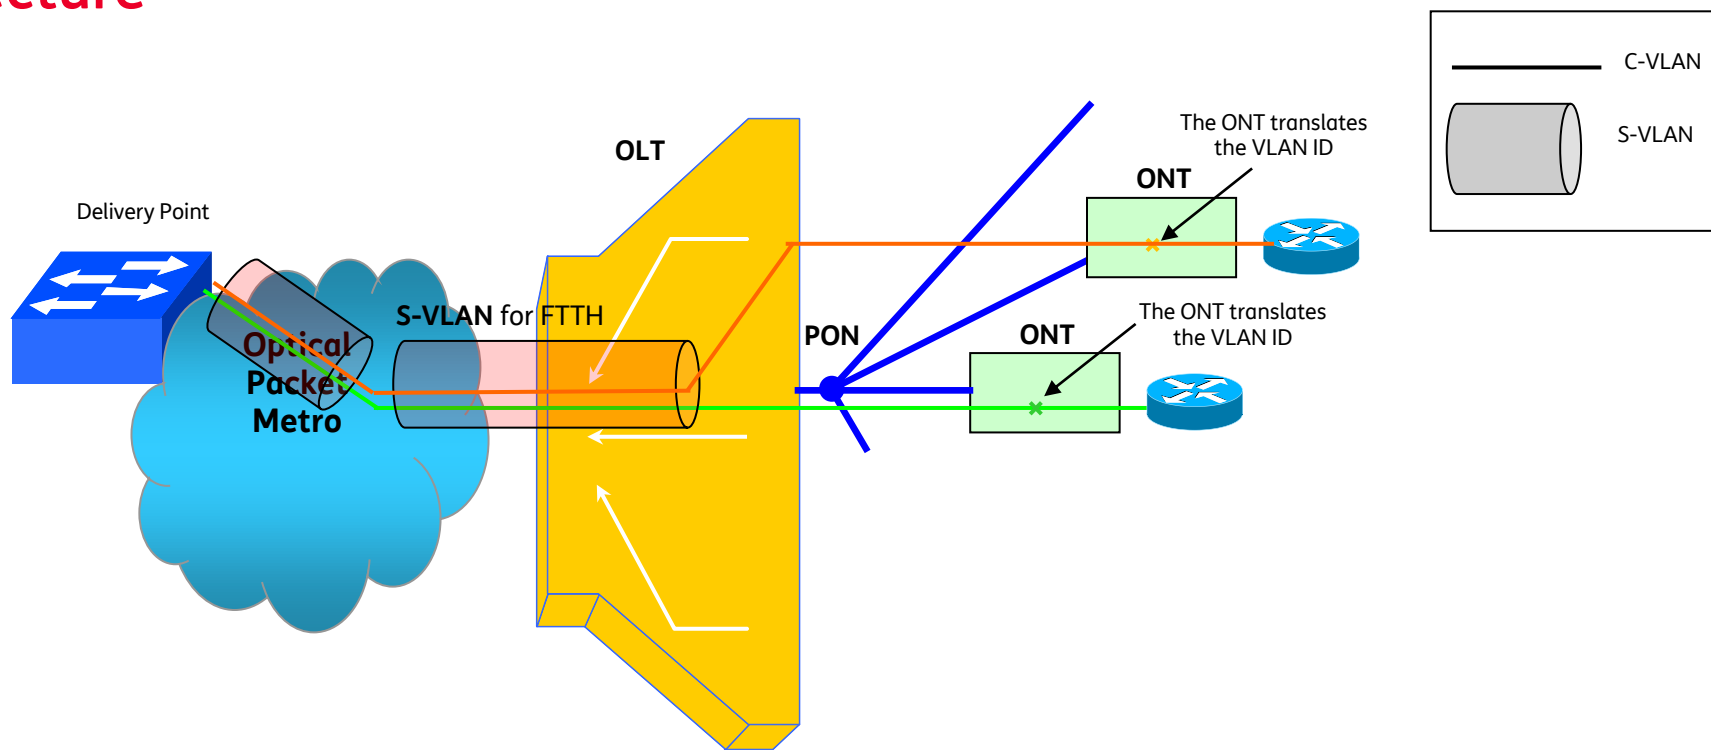 C-VLAN
S-VLAN
The ONT translates
the VLAN ID
ONT
OLT
Delivery Point
The ONT translates
the VLAN ID
S-VLAN for FTTH
PON
ONT
Optical
Packet
Metro